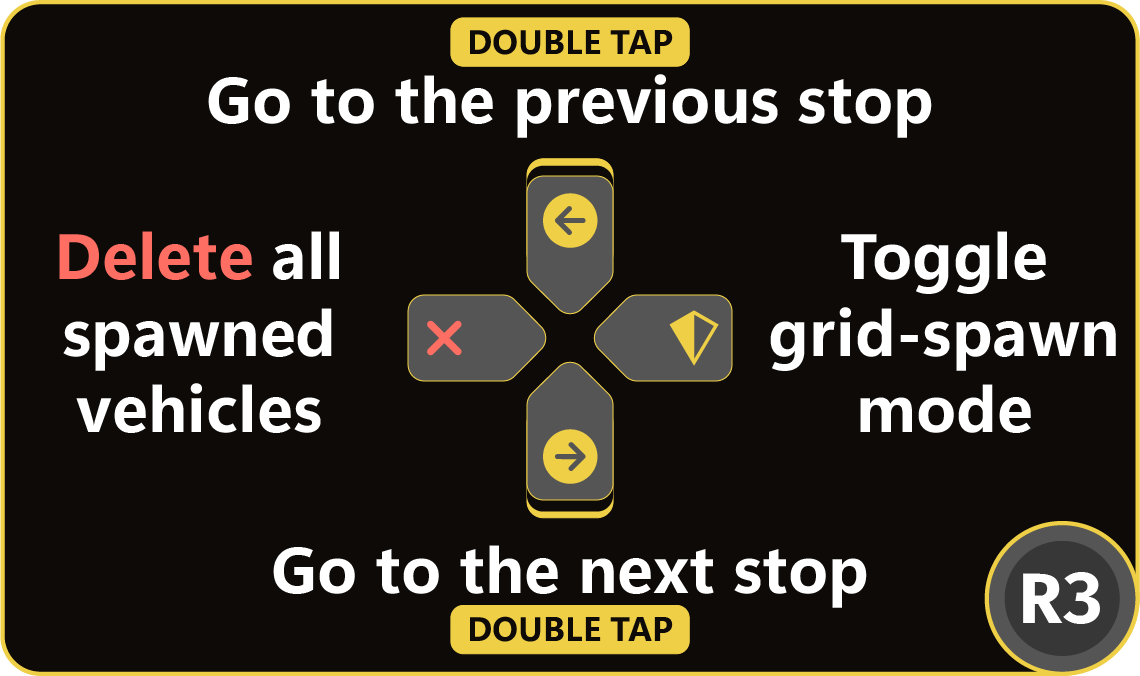 DOUBLE TAP
Go to the previous stop
Delete all
spawned
vehicles
Toggle
grid-spawn
mode
Go to the next stop
DOUBLE TAP
R3